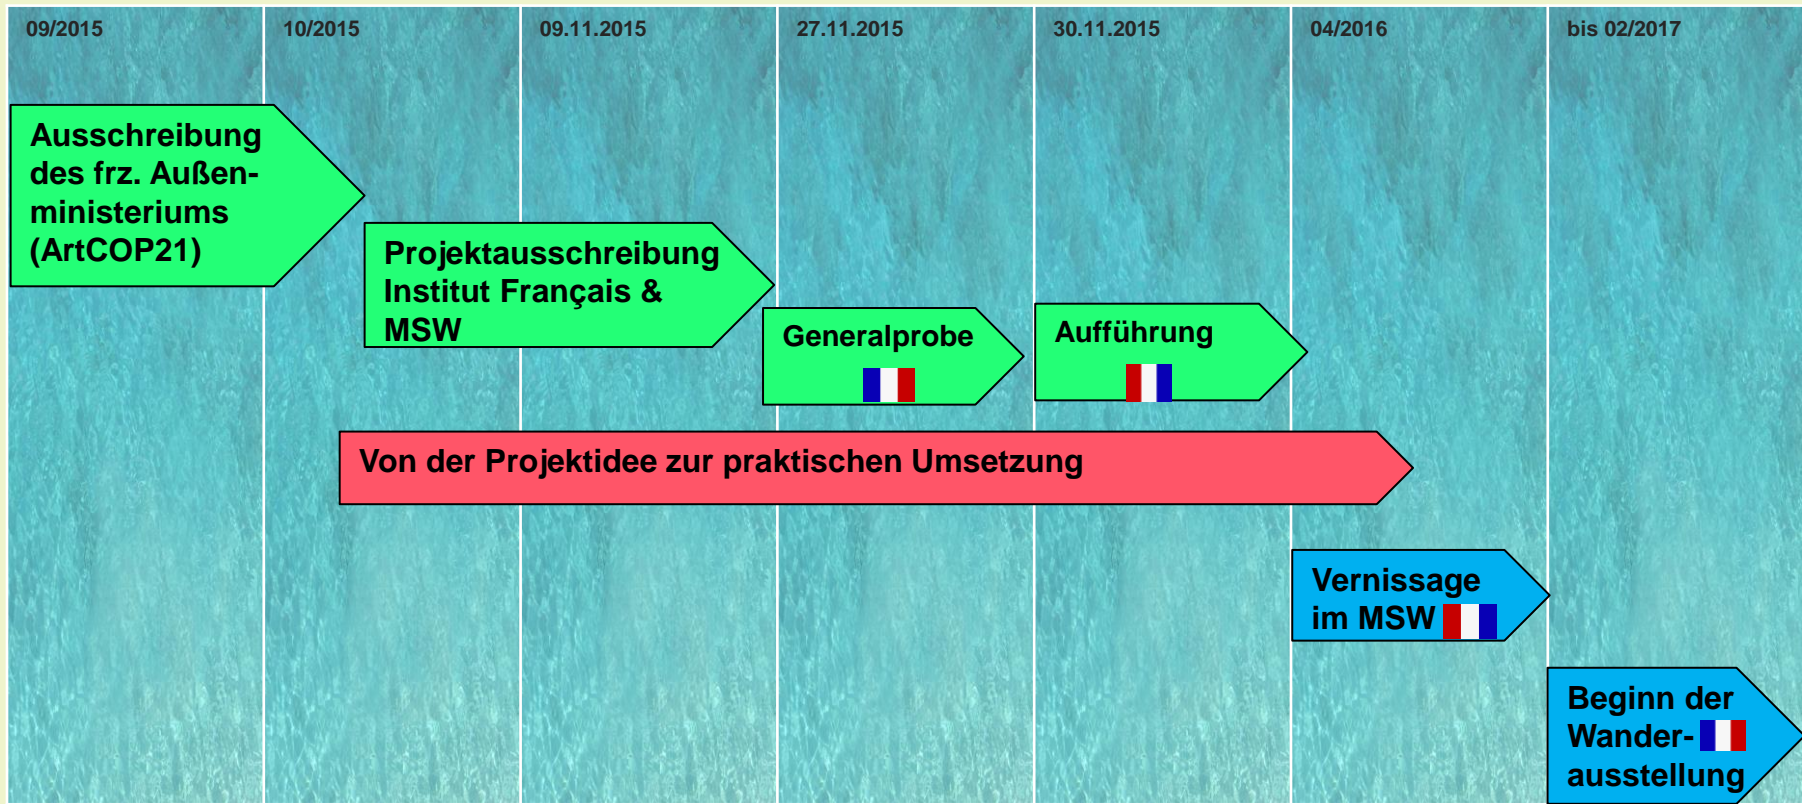 09/2015
10/2015
09.11.2015
27.11.2015
30.11.2015
04/2016
bis 02/2017
Ausschreibung
des frz. Außen-
ministeriums
(ArtCOP21)
Projektausschreibung
Institut Français &
MSW
Generalprobe
Aufführung
Von der Projektidee zur praktischen Umsetzung
Vernissage
im MSW
Beginn der
Wander-
ausstellung